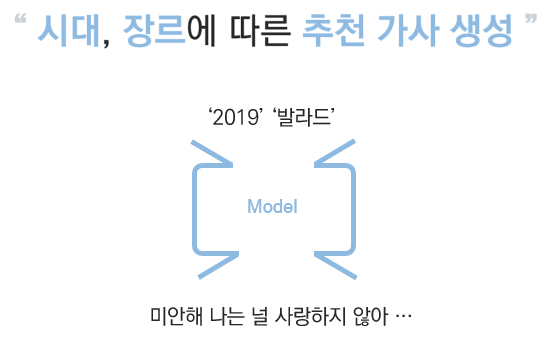 “ 시대, 장르에 따른 추천 가사 생성 ”
‘2019’ ‘발라드’
Model
미안해 나는 널 사랑하지 않아 …